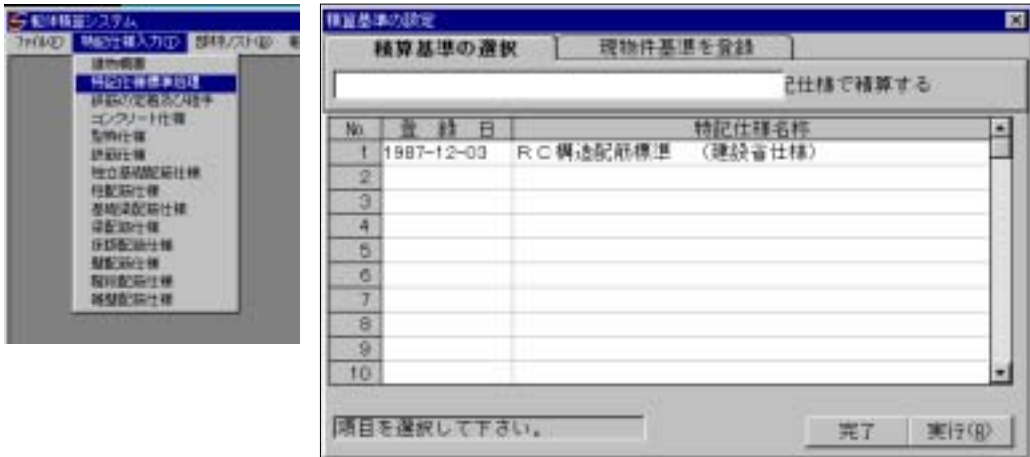 躯体積算システム
ファイル(F) 特記仕様入力(T) 部材リスト(B)
建物概要
特記仕様標準処理
鉄筋の定着及び継手
コンクリート仕様
型枠仕様
鉄筋仕様
独立基礎配筋仕様
柱配筋仕様
基礎梁配筋仕様
梁配筋仕様
床版配筋仕様
壁配筋仕様
階段配筋仕様
雑壁配筋仕様
積算基準の設定
積算基準の選択 現物件基準を登録
記仕様で積算する
No. 登 録 日 特記仕様名称
1 1987-12-03 RC構造配筋標準 (建設省仕様)
2
3
4
5
6
7
8
9
10
項目を選択して下さい。
完了 実行(R)